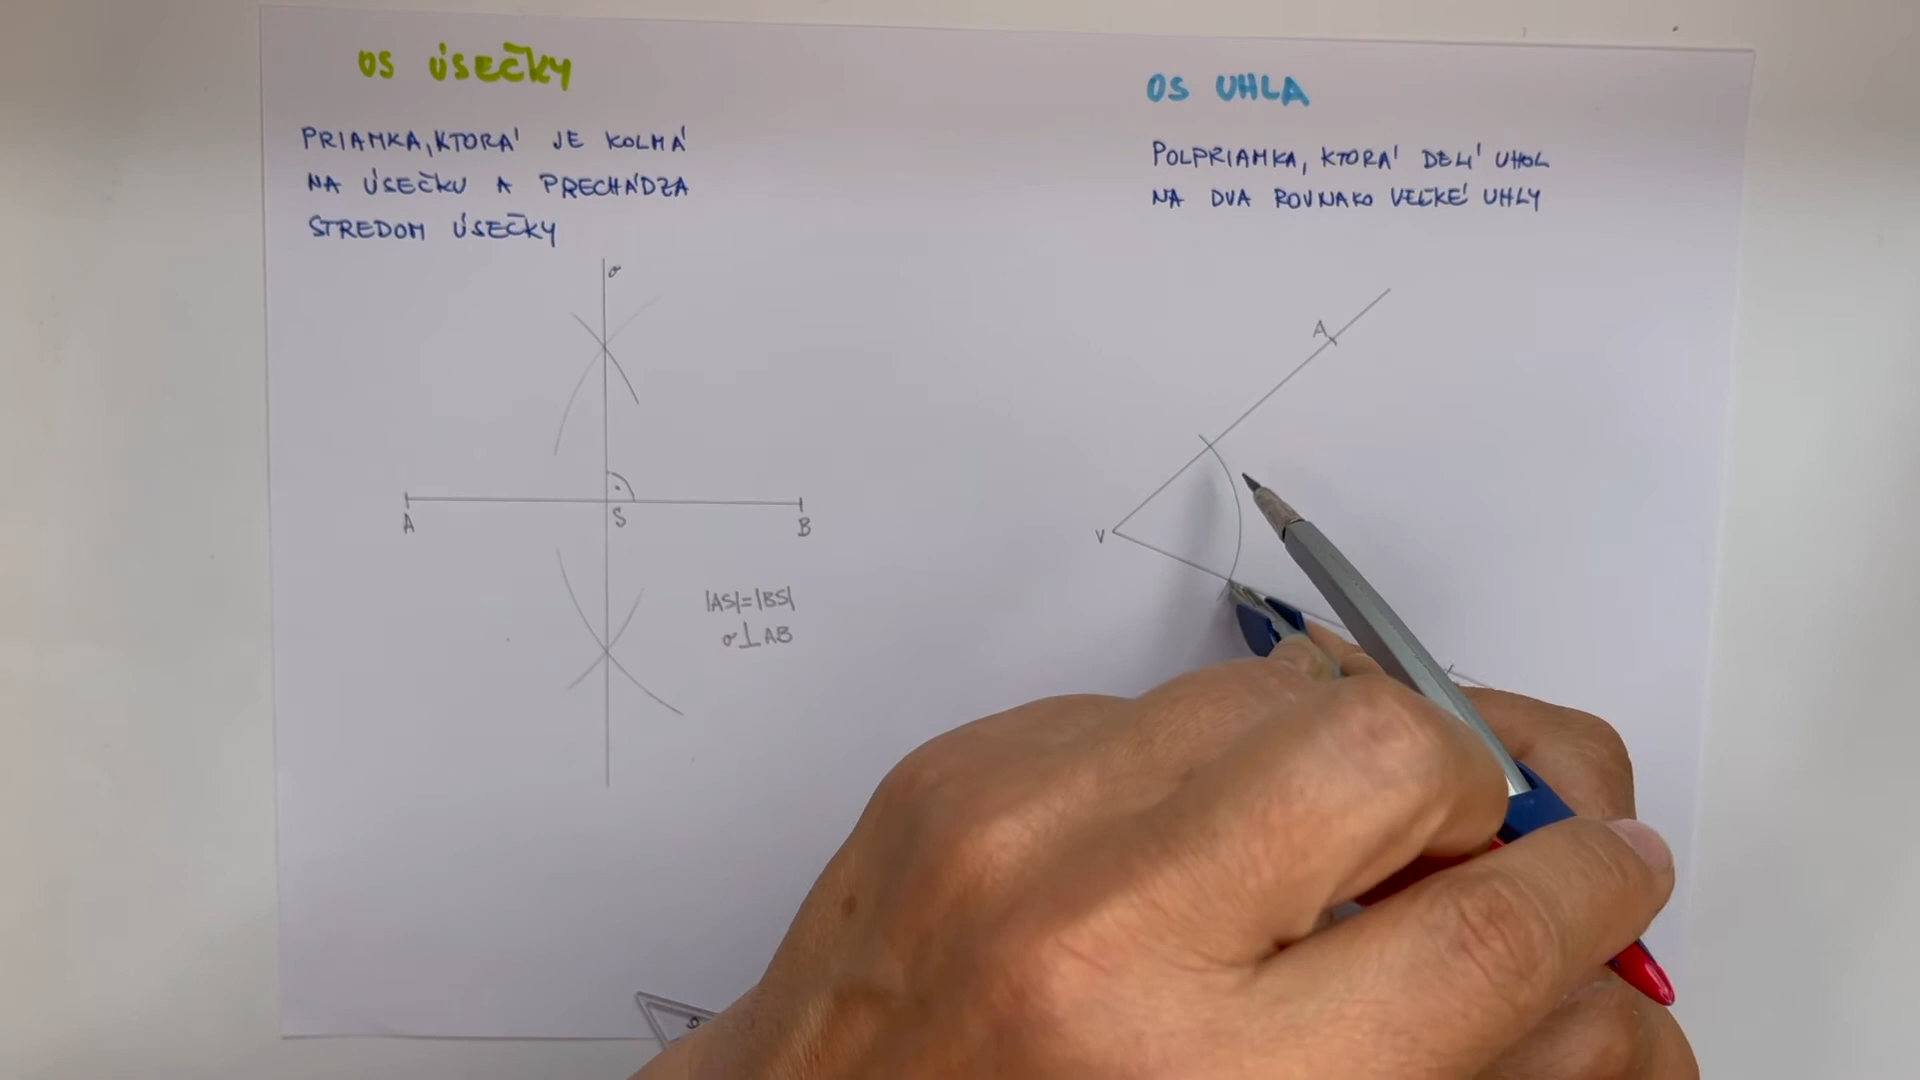 OS ÚSEČKY
PRIAMKA, KTORÁ JE KOLMÁ
NA ÚSEČKU A PRECHÁDZA
STREDOM ÚSEČKY
o
A
S
B
|AS|=|BS|
o⊥AB
OS UHLA
POLPRIAMKA, KTORÁ DELÍ UHOL
NA DVA ROVNAKO VEĽKÉ UHLY
A
V